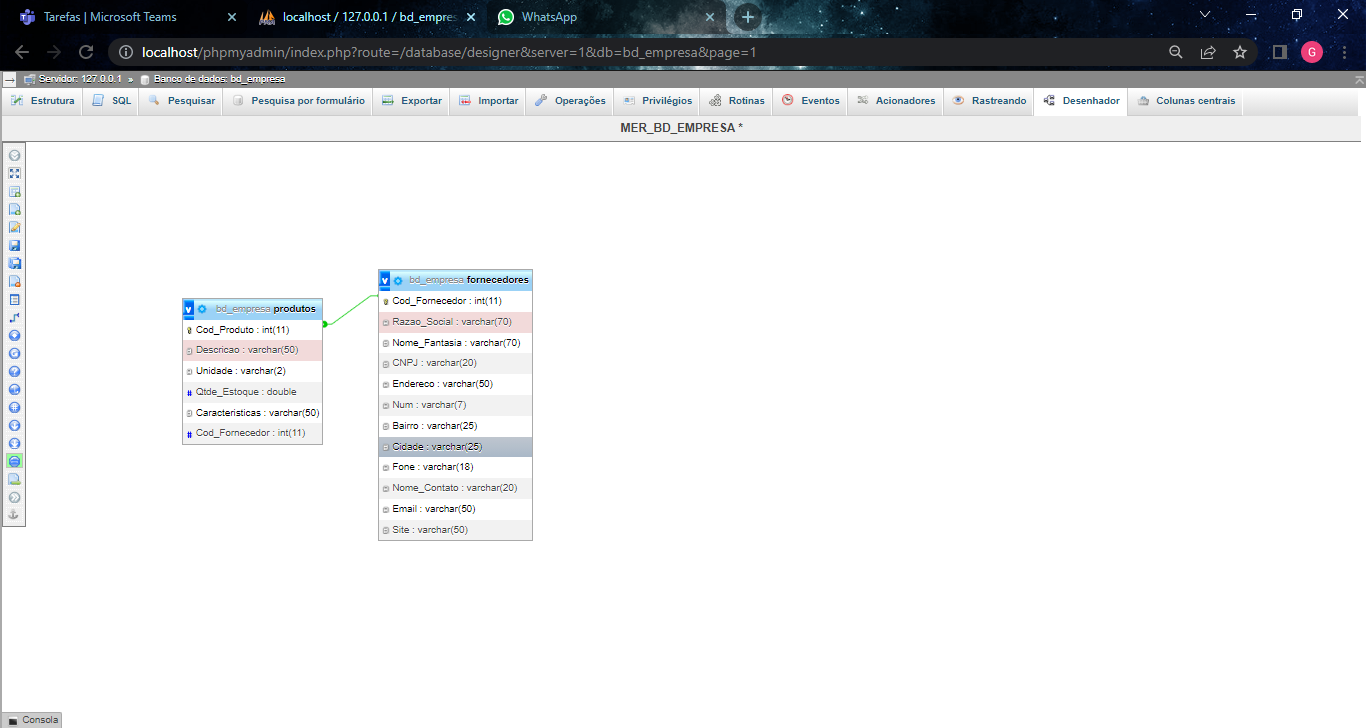 Tarefas | Microsoft Teams
localhost / 127.0.0.1 / bd_empres
WhatsApp
localhost/phpmyadmin/index.php?route=/database/designer&server=1&db=bd_empresa&page=1
G
Servidor: 127.0.0.1 » Banco de dados: bd_empresa
Estrutura SQL Pesquisar Pesquisa por formulário Exportar Importar Operações Privilégios Rotinas Eventos Acionadores Rastreando Desenhador Colunas centrais
MER_BD_EMPRESA *
v bd_empresa produtos
Cod_Produto : int(11)
Descricao : varchar(50)
Unidade : varchar(2)
# Qtde_Estoque : double
Caracteristicas : varchar(50)
# Cod_Fornecedor : int(11)
v bd_empresa fornecedores
Cod_Fornecedor : int(11)
Razao_Social : varchar(70)
Nome_Fantasia : varchar(70)
CNPJ : varchar(20)
Endereco : varchar(50)
Num : varchar(7)
Bairro : varchar(25)
Cidade : varchar(25)
Fone : varchar(18)
Nome_Contato : varchar(20)
Email : varchar(50)
Site : varchar(50)
Consola